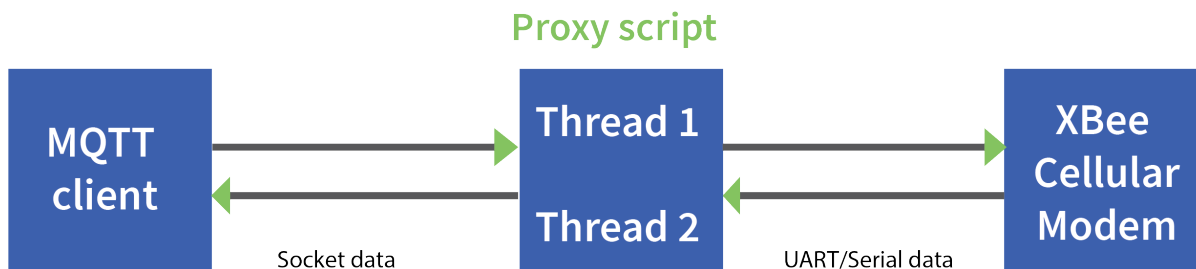 Proxy script
MQTT
client
Thread 1
Thread 2
XBee
Cellular
Modem
Socket data
UART/Serial data